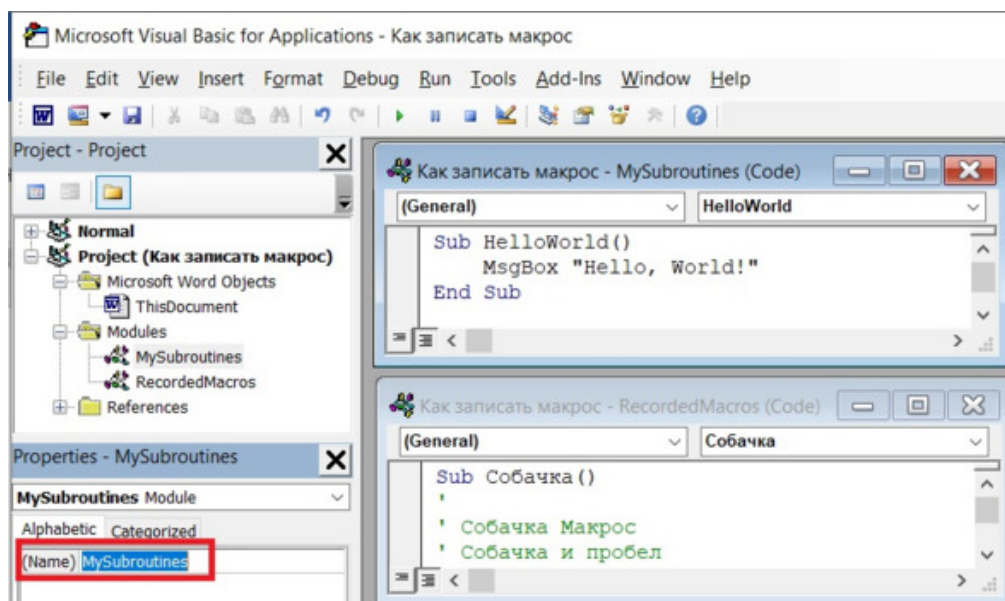 Microsoft Visual Basic for Applications - Как записать макрос
File Edit View Insert Format Debug Run Tools Add-Ins Window Help
Project - Project
Normal
Project (Как записать макрос)
Microsoft Word Objects
ThisDocument
Modules
MySubroutines
RecordedMacros
References
Properties - MySubroutines
MySubroutines Module
Alphabetic Categorized
(Name) MySubroutines
Как записать макрос - MySubroutines (Code)
(General) HelloWorld
Sub HelloWorld()
MsgBox "Hello, World!"
End Sub
Как записать макрос - RecordedMacros (Code)
(General) Собачка
Sub Собачка()
'
' Собачка Макрос
' Собачка и пробел